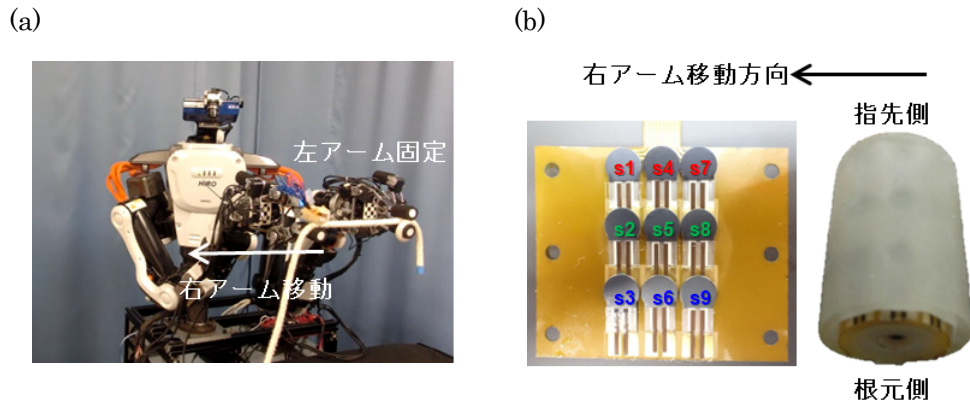 (a)
左アーム固定
HIRO
右アーム移動
(b)
右アーム移動方向
指先側
s1 s4 s7
s2 s5 s8
s3 s6 s9
根元側